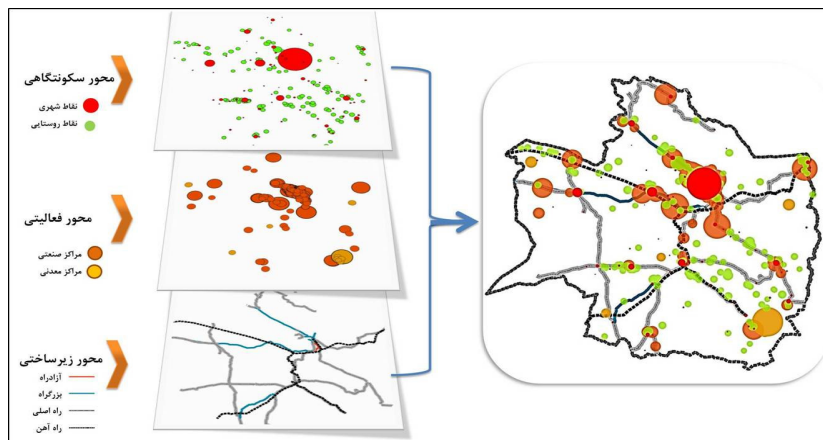 محور سکونتگاهی
نقاط شهری
نقاط روستایی
محور فعالیتی
مراکز صنعتی
مراکز معدنی
محور زیرساختی
آزادراه
بزرگراه
راه اصلی
راه آهن